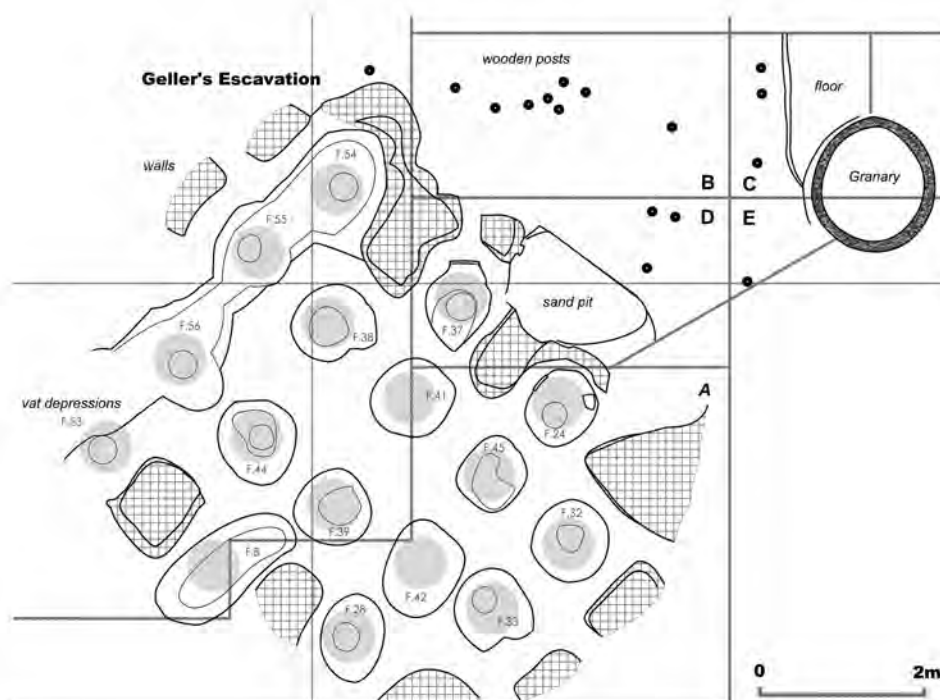 wooden posts
Geller's Escavation
floor
walls
F.54
Granary
B
C
D
E
F.55
sand pit
F.56
F.38
F.37
A
vat depressions
F.41
F.53
F.24
F.44
F.45
F.39
F.32
F.8
F.42
F.28
F.33
0
2m